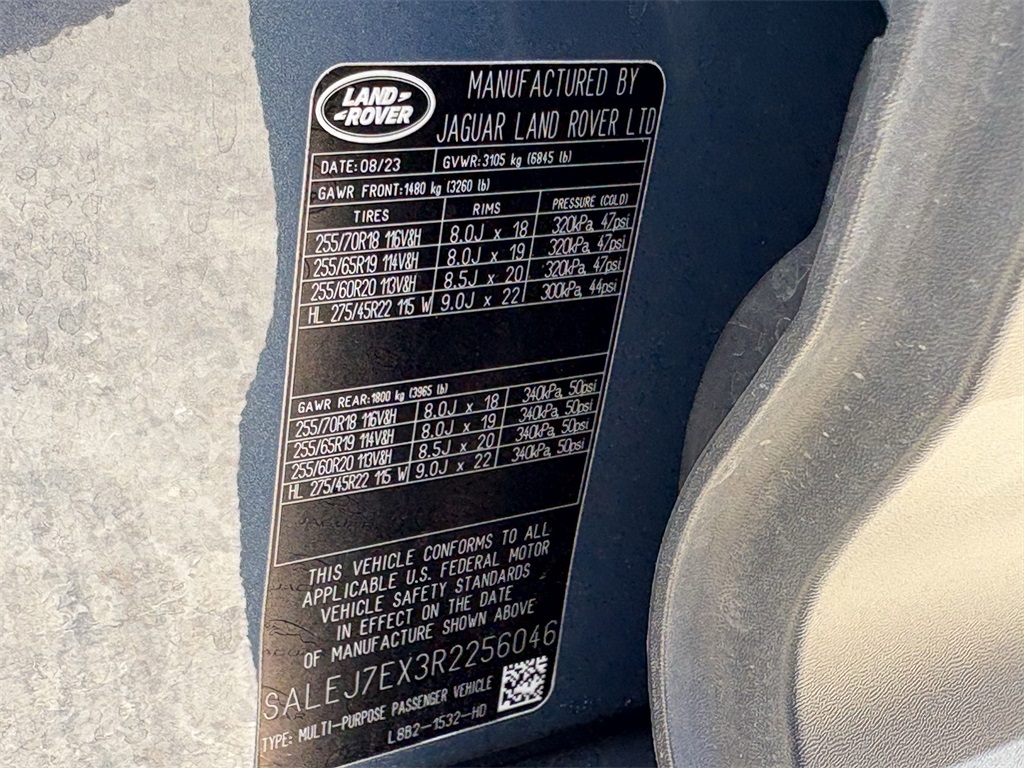 LAND ROVER
MANUFACTURED BY
JAGUAR LAND ROVER LTD
DATE: 08/23 GVWR: 3105 kg (6845 lb)
GAWR FRONT: 1480 kg (3260 lb)
TIRES RIMS PRESSURE (COLD)
255/70R18 116V&H 8.0J x 18 320kPa, 47psi
255/65R19 114V&H 8.0J x 19 320kPa, 47psi
255/60R20 113V&H 8.5J x 20 320kPa, 47psi
HL 275/45R22 115 W 9.0J x 22 300kPa, 44psi
GAWR REAR: 1800 kg (3965 lb)
255/70R18 116V&H 8.0J x 18 340kPa, 50psi
255/65R19 114V&H 8.0J x 19 340kPa, 50psi
255/60R20 113V&H 8.5J x 20 340kPa, 50psi
HL 275/45R22 115 W 9.0J x 22 340kPa, 50psi
THIS VEHICLE CONFORMS TO ALL
APPLICABLE U.S. FEDERAL MOTOR
VEHICLE SAFETY STANDARDS
IN EFFECT ON THE DATE
OF MANUFACTURE SHOWN ABOVE
SALEJ7EX3R2256046
TYPE: MULTI-PURPOSE PASSENGER VEHICLE
L8B2-1532-HD